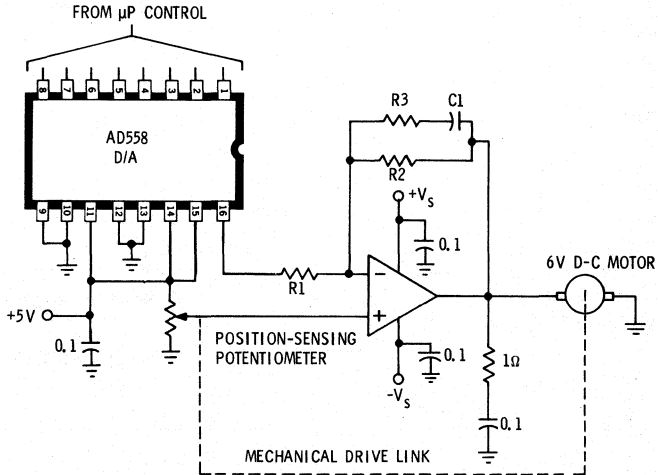 FROM µP CONTROL
8 7 6 5 4 3 2 1
AD558
D/A
9 10 11 12 13 14 15 16
R3 C1
R2
+Vs
0.1
6V D-C MOTOR
R1
−
+
+5V
0.1
POSITION-SENSING
POTENTIOMETER
0.1
-Vs
1Ω
0.1
MECHANICAL DRIVE LINK